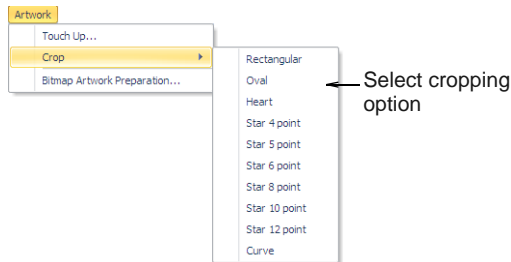 Artwork
Touch Up...
Crop
Bitmap Artwork Preparation...
Rectangular
Oval
Heart
Star 4 point
Star 5 point
Star 6 point
Star 8 point
Star 10 point
Star 12 point
Curve
Select cropping
option